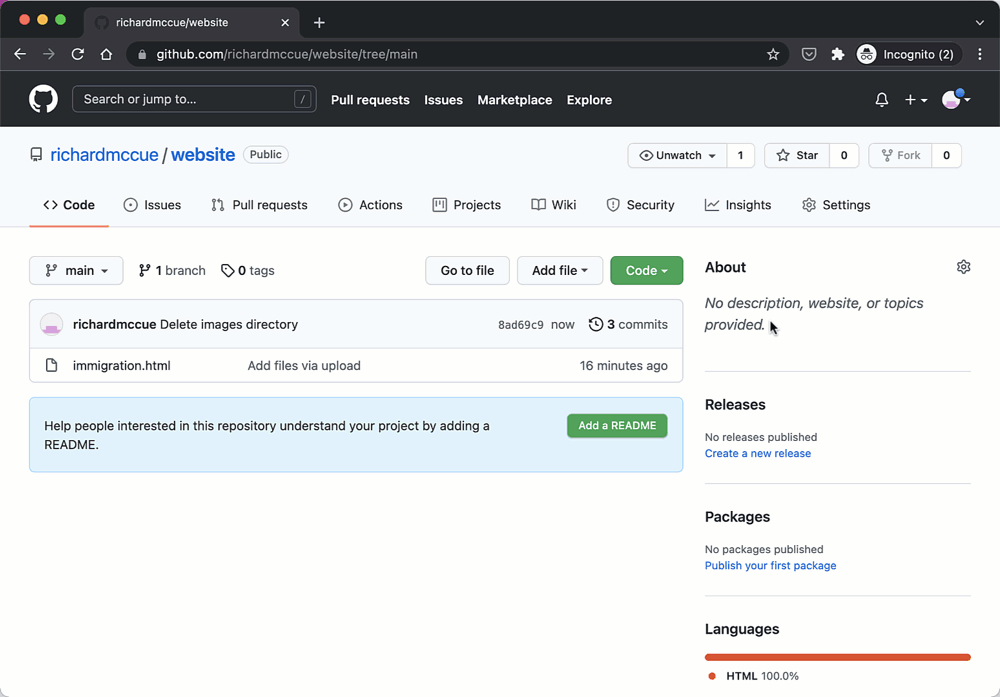 richardmccue/website
github.com/richardmccue/website/tree/main
Incognito (2)
Search or jump to...
/
Pull requests
Issues
Marketplace
Explore
richardmccue / website
Public
Unwatch
1
Star
0
Fork
0
Code
Issues
Pull requests
Actions
Projects
Wiki
Security
Insights
Settings
main
1 branch
0 tags
Go to file
Add file
Code
richardmccue Delete images directory
8ad69c9 now
3 commits
immigration.html
Add files via upload
16 minutes ago
Help people interested in this repository understand your project by adding a
README.
Add a README
About
No description, website, or topics
provided.
Releases
No releases published
Create a new release
Packages
No packages published
Publish your first package
Languages
HTML 100.0%